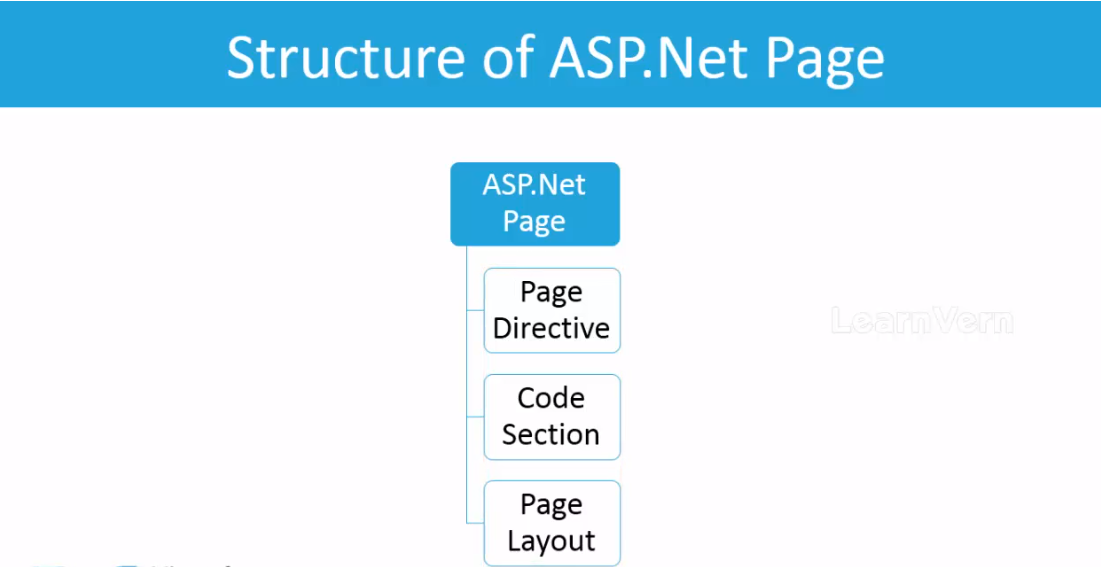 Structure of ASP.Net Page
ASP.Net
Page
Page
Directive
LearnVern
Code
Section
Page
Layout